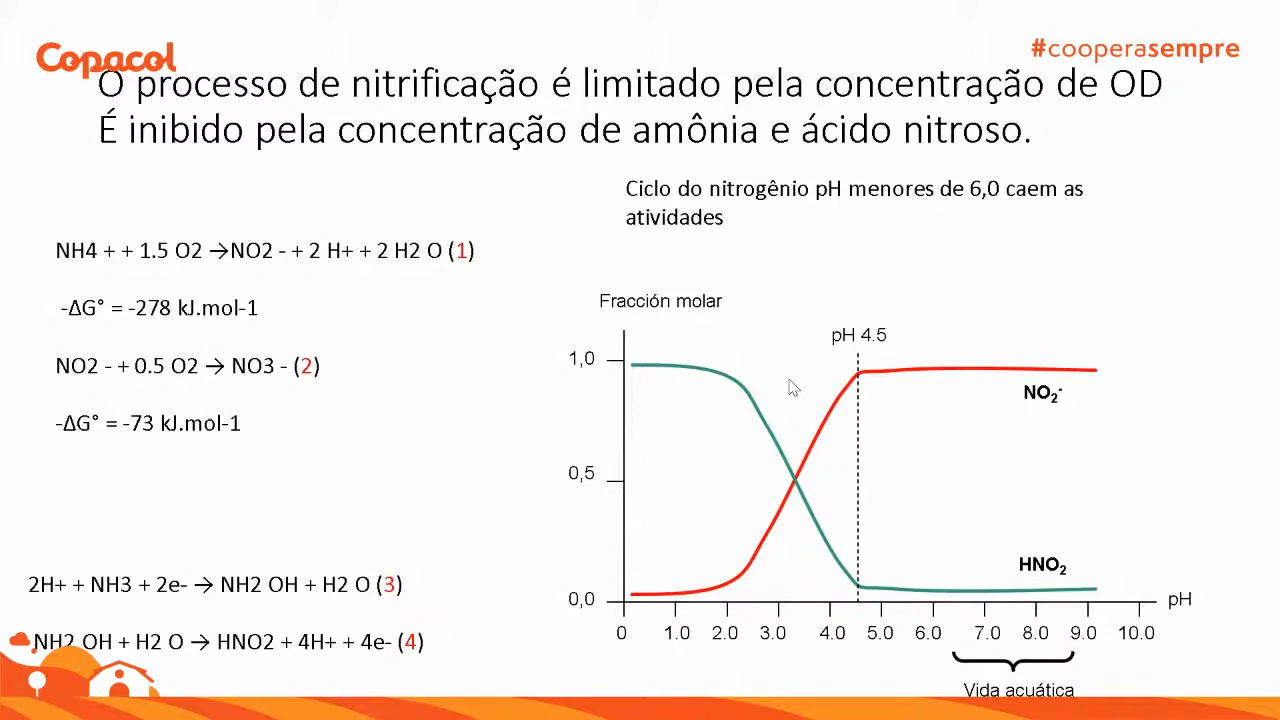 Copacol
#cooperasempre
O processo de nitrificação é limitado pela concentração de OD
É inibido pela concentração de amônia e ácido nitroso.
Ciclo do nitrogênio pH menores de 6,0 caem as
atividades
NH4 + + 1.5 O2 →NO2 - + 2 H+ + 2 H2 O (1)
-ΔG° = -278 kJ.mol-1
NO2 - + 0.5 O2 → NO3 - (2)
-ΔG° = -73 kJ.mol-1
2H+ + NH3 + 2e- → NH2 OH + H2 O (3)
NH2 OH + H2 O → HNO2 + 4H+ + 4e- (4)
Fracción molar
pH 4.5
1,0
NO₂⁻
0,5
HNO₂
0,0
pH
0 1.0 2.0 3.0 4.0 5.0 6.0 7.0 8.0 9.0 10.0
Vida acuática